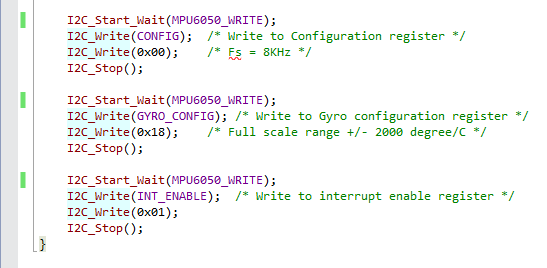 I2C_Start_Wait(MPU6050_WRITE);
I2C_Write(CONFIG);  /* Write to Configuration register */
I2C_Write(0x00);    /* Fs = 8KHz */
I2C_Stop();
I2C_Start_Wait(MPU6050_WRITE);
I2C_Write(GYRO_CONFIG); /* Write to Gyro configuration register */
I2C_Write(0x18);    /* Full scale range +/- 2000 degree/C */
I2C_Stop();
I2C_Start_Wait(MPU6050_WRITE);
I2C_Write(INT_ENABLE);  /* Write to interrupt enable register */
I2C_Write(0x01);
I2C_Stop();
}